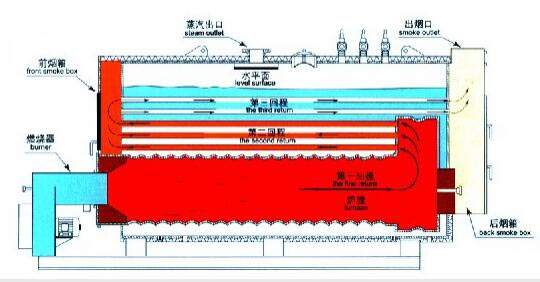 蒸汽出口
steam outlet
出烟口
smoke outlet
前烟箱
front smoke box
水平面
level surface
第三回程
the third return
燃烧器
burner
第二回程
the second return
第一回程
the first return
炉膛
furnace
后烟箱
back smoke box